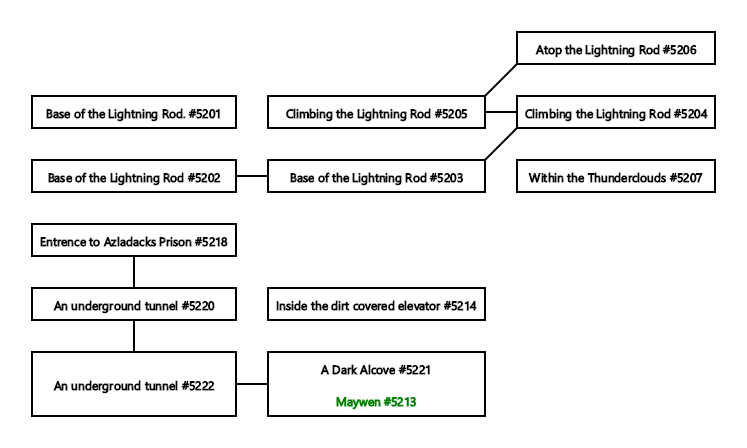 Atop the Lightning Rod #5206
Base of the Lightning Rod. #5201
Climbing the Lightning Rod #5205
Climbing the Lightning Rod #5204
Base of the Lightning Rod #5202
Base of the Lightning Rod #5203
Within the Thunderclouds #5207
Entrence to Azladacks Prison #5218
An underground tunnel #5220
Inside the dirt covered elevator #5214
An underground tunnel #5222
A Dark Alcove #5221
Maywen #5213